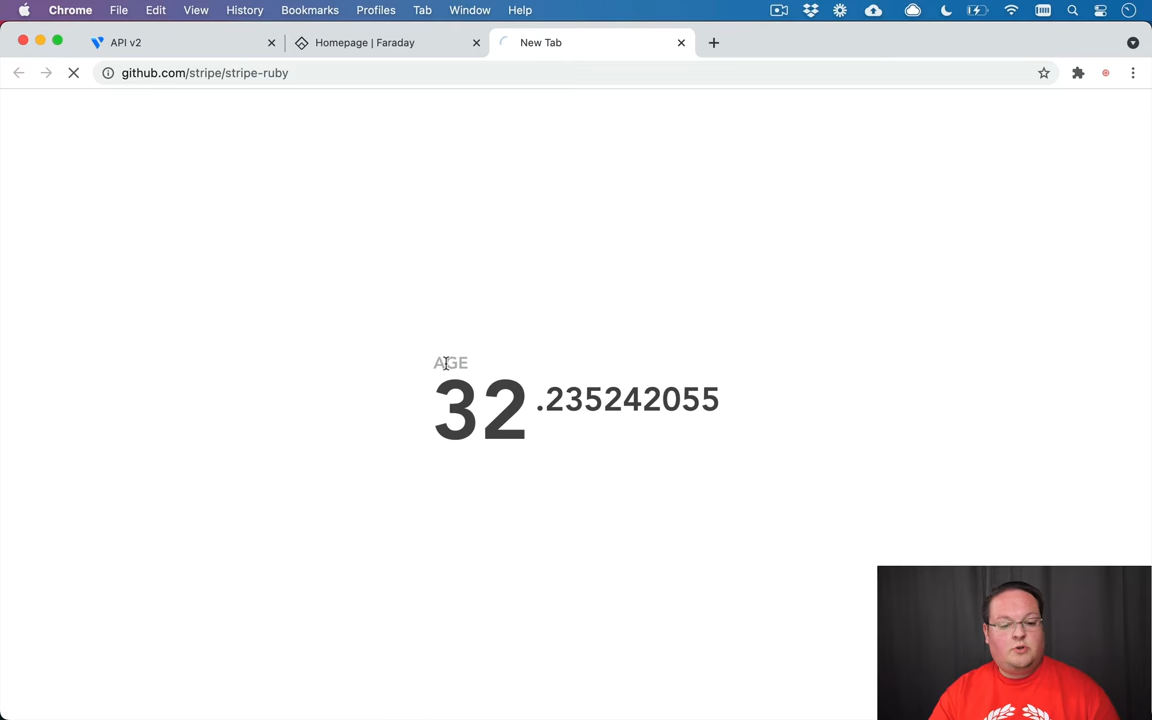 Chrome File Edit View History Bookmarks Profiles Tab Window Help
API v2
Homepage | Faraday
New Tab
github.com/stripe/stripe-ruby
AGE
32.235242055